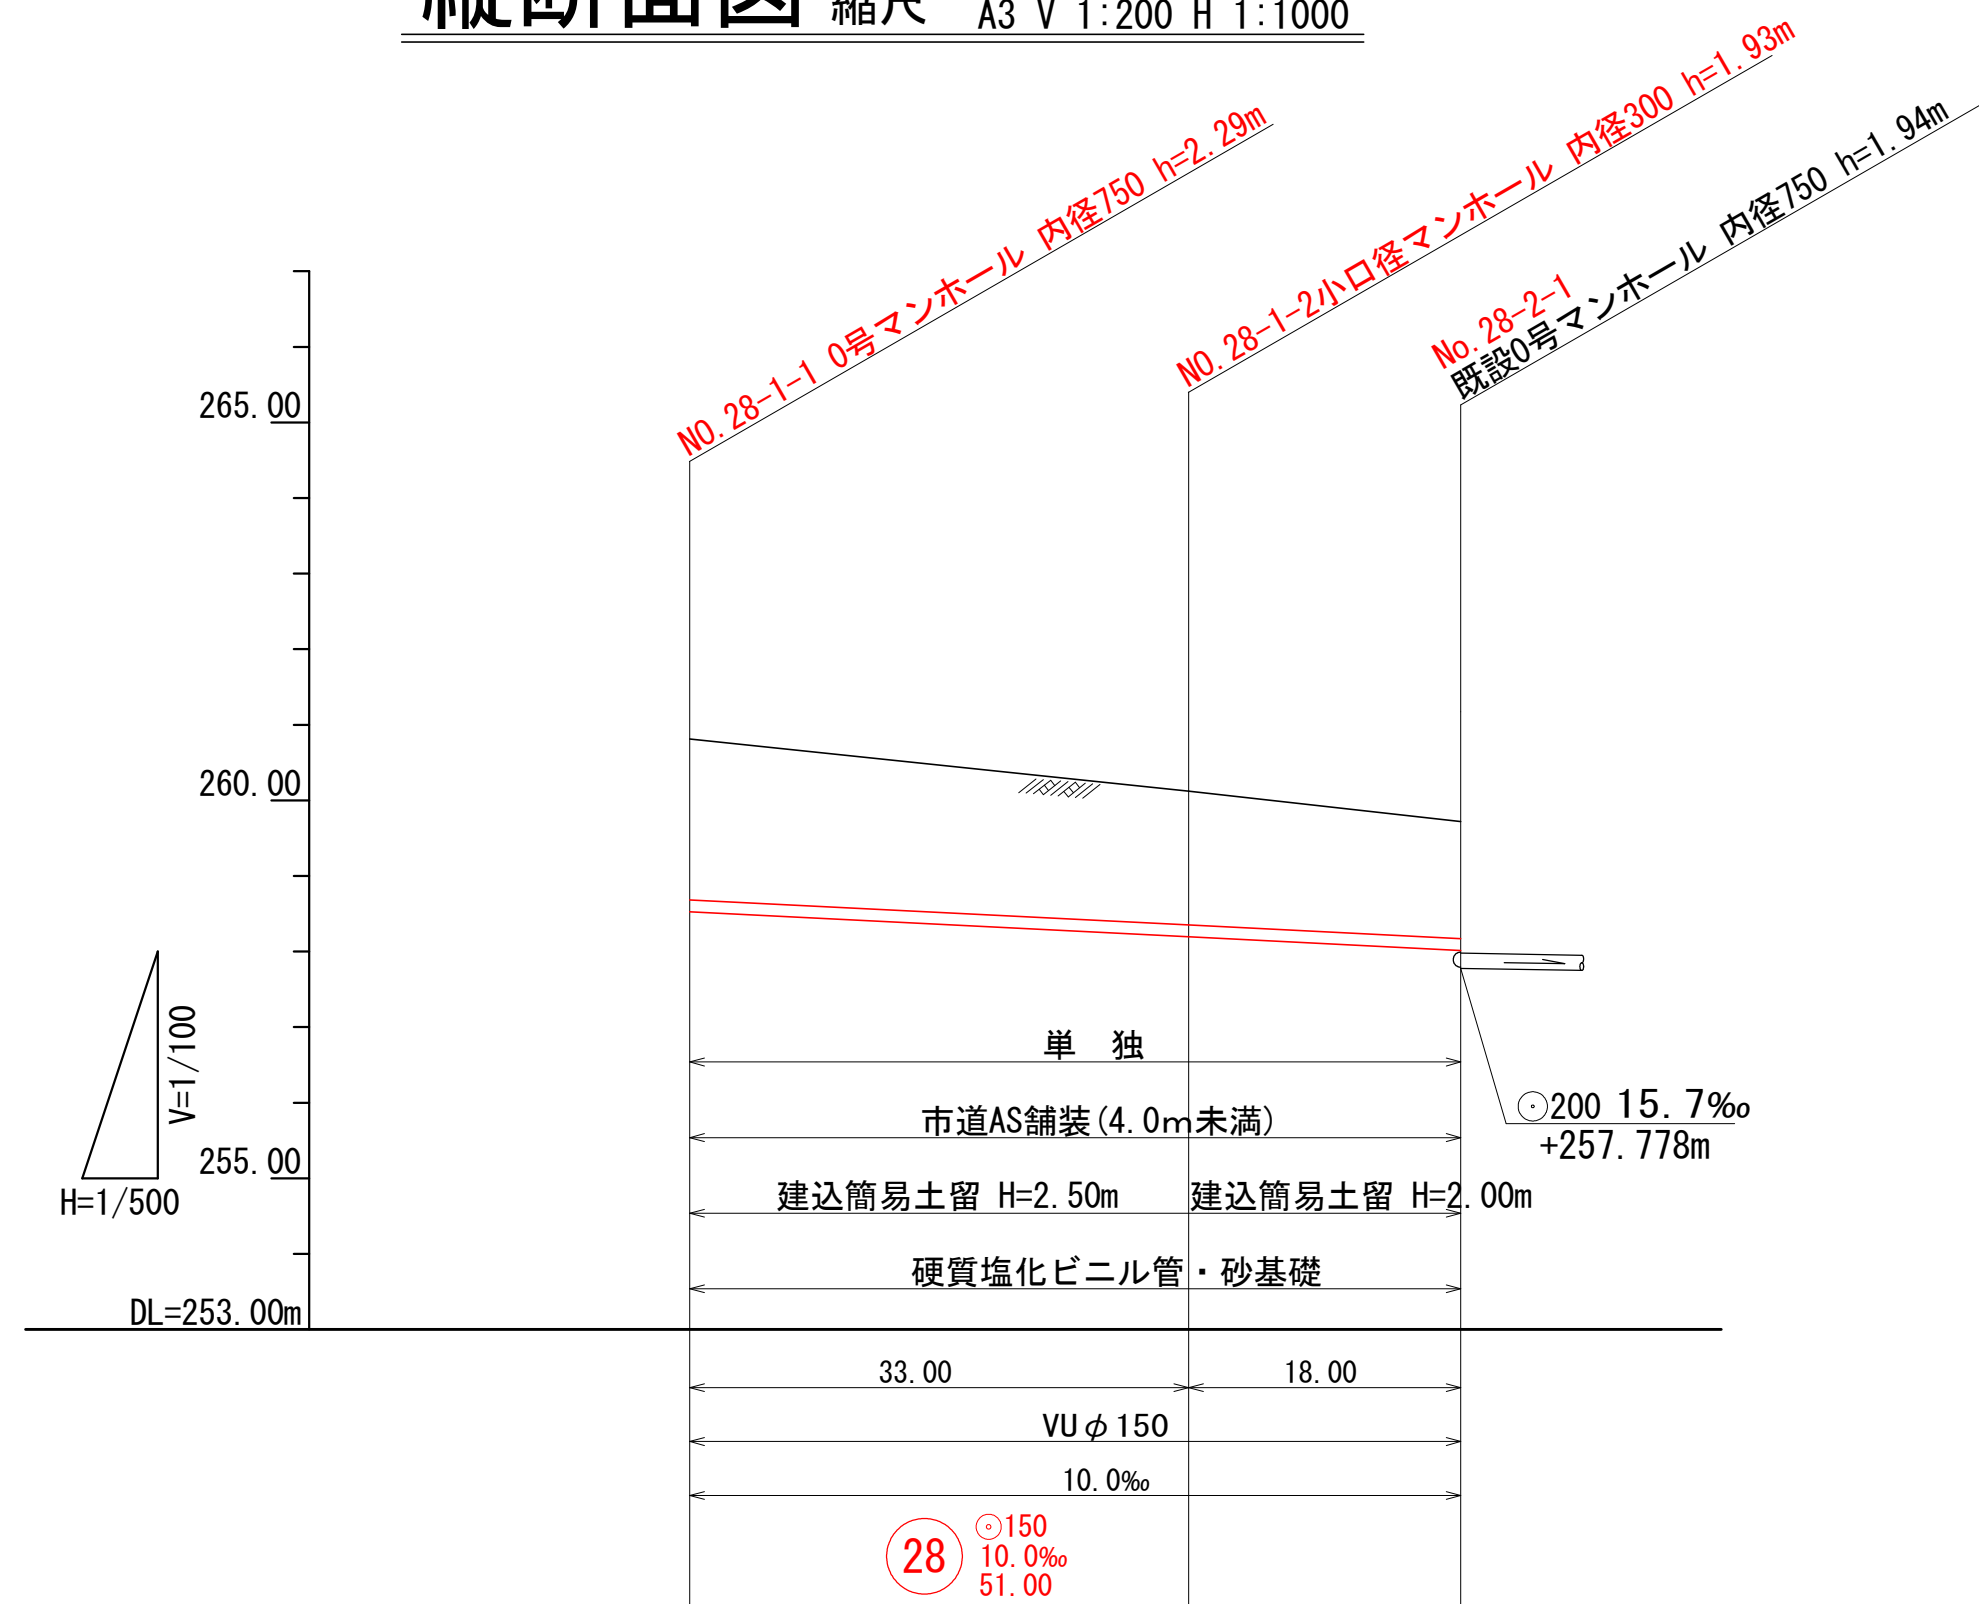 縦断面図 縮尺 A3 V 1:200 H 1:1000
NO.28-1-1 0号マンホール 内径750 h=2.29m
NO.28-1-2小口径マンホール 内径300 h=1.93m
No.28-2-1
既設0号マンホール 内径750 h=1.94m
265.00
260.00
255.00
V=1/100
H=1/500
DL=253.00m
単 独
市道AS舗装(4.0m未満)
建込簡易土留 H=2.50m
建込簡易土留 H=2.00m
硬質塩化ビニル管・砂基礎
⊙200 15.7‰
+257.778m
33.00
18.00
VUφ150
10.0‰
28
⊙150
10.0‰
51.00